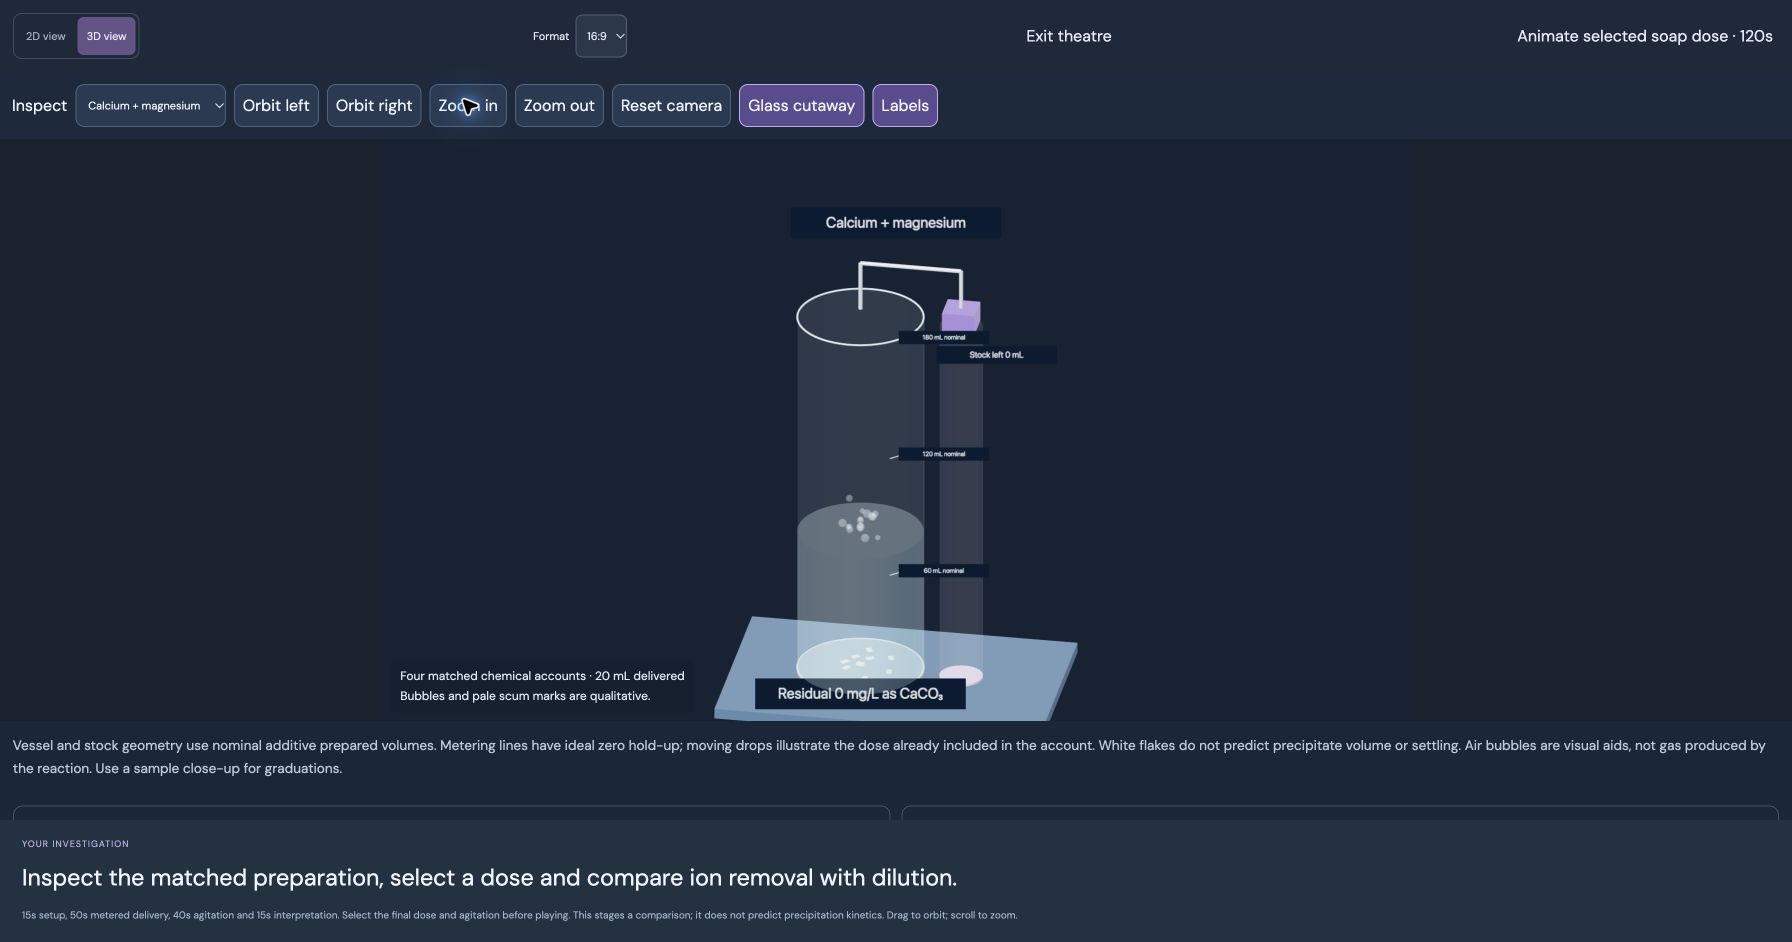 2D view
3D view
Format
16:9
Exit theatre
Animate selected soap dose · 120s
Inspect
Calcium + magnesium
Orbit left
Orbit right
Zoom in
Zoom out
Reset camera
Glass cutaway
Labels
Calcium + magnesium
180 mL nominal
Stock left 0 mL
120 mL nominal
60 mL nominal
Four matched chemical accounts · 20 mL delivered
Bubbles and pale scum marks are qualitative.
Residual 0 mg/L as CaCO₃
Vessel and stock geometry use nominal additive prepared volumes. Metering lines have ideal zero hold-up; moving drops illustrate the dose already included in the account. White flakes do not predict precipitate volume or settling. Air bubbles are visual aids, not gas produced by
the reaction. Use a sample close-up for graduations.
YOUR INVESTIGATION
Inspect the matched preparation, select a dose and compare ion removal with dilution.
15s setup, 50s metered delivery, 40s agitation and 15s interpretation. Select the final dose and agitation before playing. This stages a comparison; it does not predict precipitation kinetics. Drag to orbit; scroll to zoom.